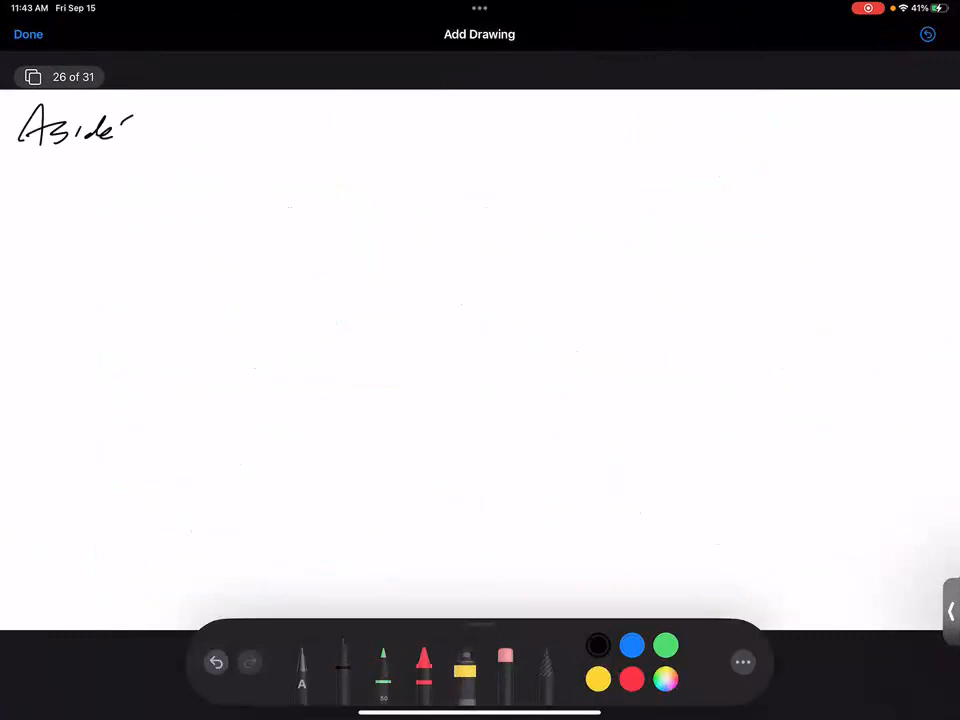 11:43 AM Fri Sep 15
41%
Done
Add Drawing
26 of 31
Aside
A
50